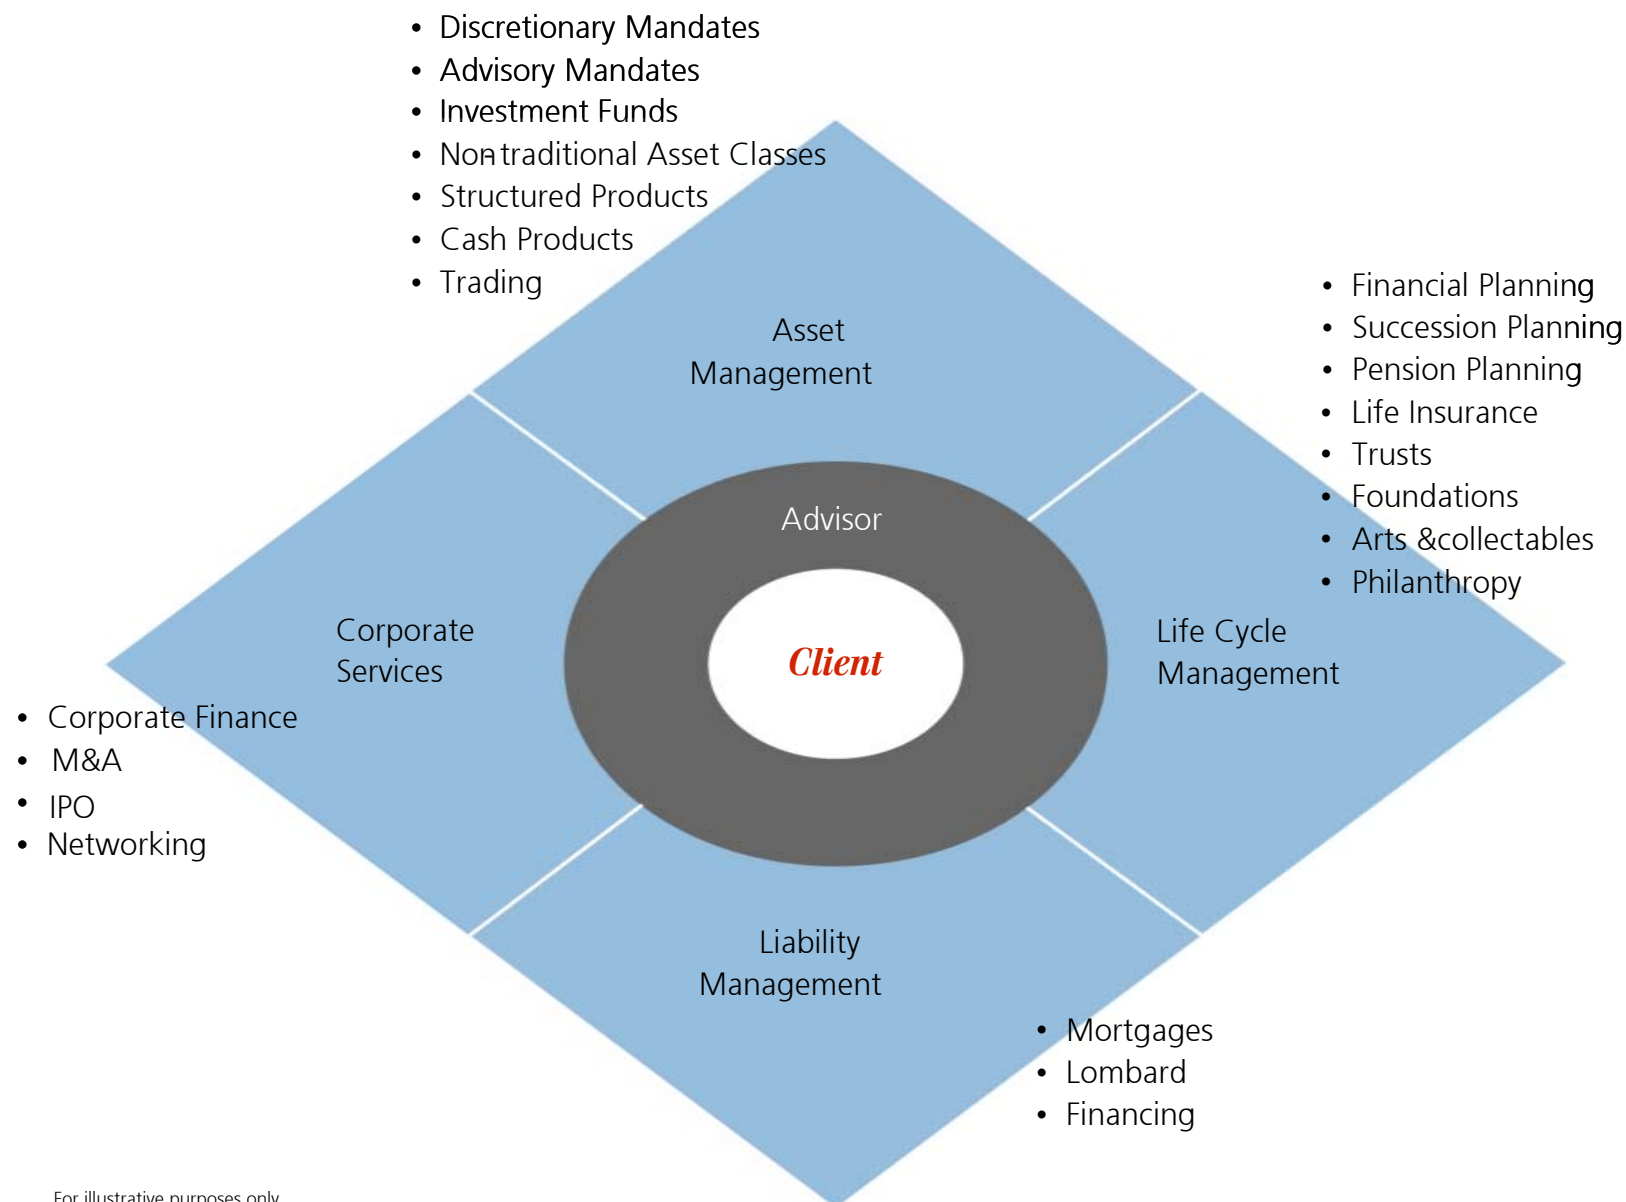 • Discretionary Mandates
• Advisory Mandates
• Investment Funds
• Non-traditional Asset Classes
• Structured Products
• Cash Products
• Trading
Asset
Management
• Financial Planning
• Succession Planning
• Pension Planning
• Life Insurance
• Trusts
• Foundations
• Arts &collectables
• Philanthropy
Advisor
Client
Corporate
Services
Life Cycle
Management
• Corporate Finance
• M&A
• IPO
• Networking
Liability
Management
• Mortgages
• Lombard
• Financing
For illustrative purposes only